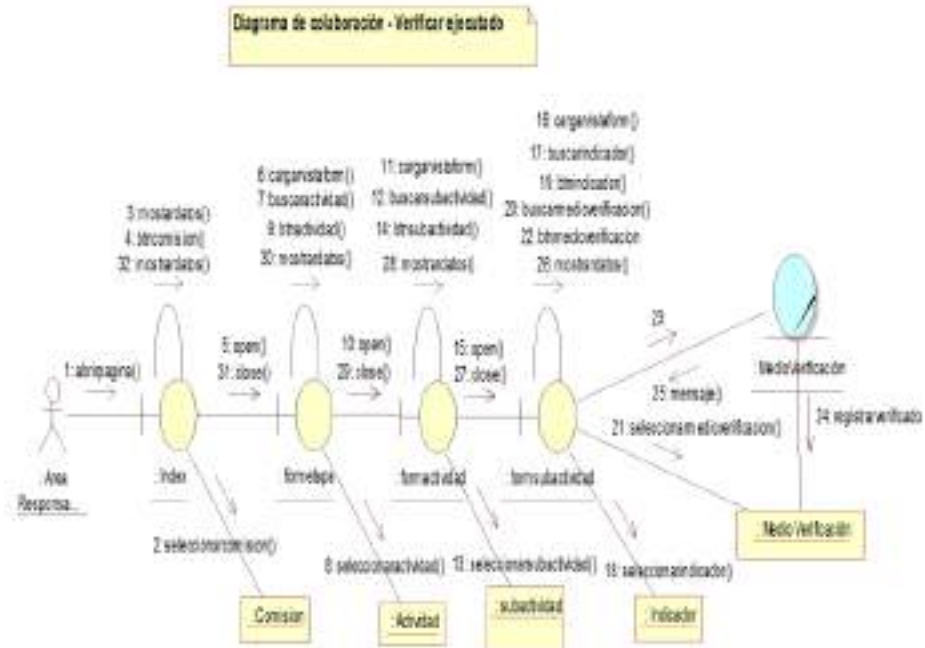 Diagrama de colaboración - Verificar ejecutado
16: cargarvistaform()
17: buscarindicador()
19: btnindicador()
20: buscarmedioverificacion()
22: btnmedioverificacion
26: mostrardatos()
11: cargarvistaform()
12: buscarsubactividad()
14: btnsubactividad()
28: mostrardatos()
6: cargarvistaform()
7: buscaractividad()
9: btnactividad()
30: mostrardatos()
3: mostrardatos()
4: btncomision()
32: mostrardatos()
1: abrirpagina()
5: open()
31: close()
10: open()
29: close()
15: open()
27: close()
23:
25: mensaje()
21: seleccionarmedioverificacion()
: MedioVerificación
24: registrarverificado
: Area
Responsa...
: Index
: formetapa
: formactividad
: formsubactividad
: Medio Verificación
2: seleccionarcomision()
8: seleccionaractividad()
13: seleccionarsubactividad()
18: seleccionarindicador()
: Comision
: Actividad
: subactividad
: Indicador